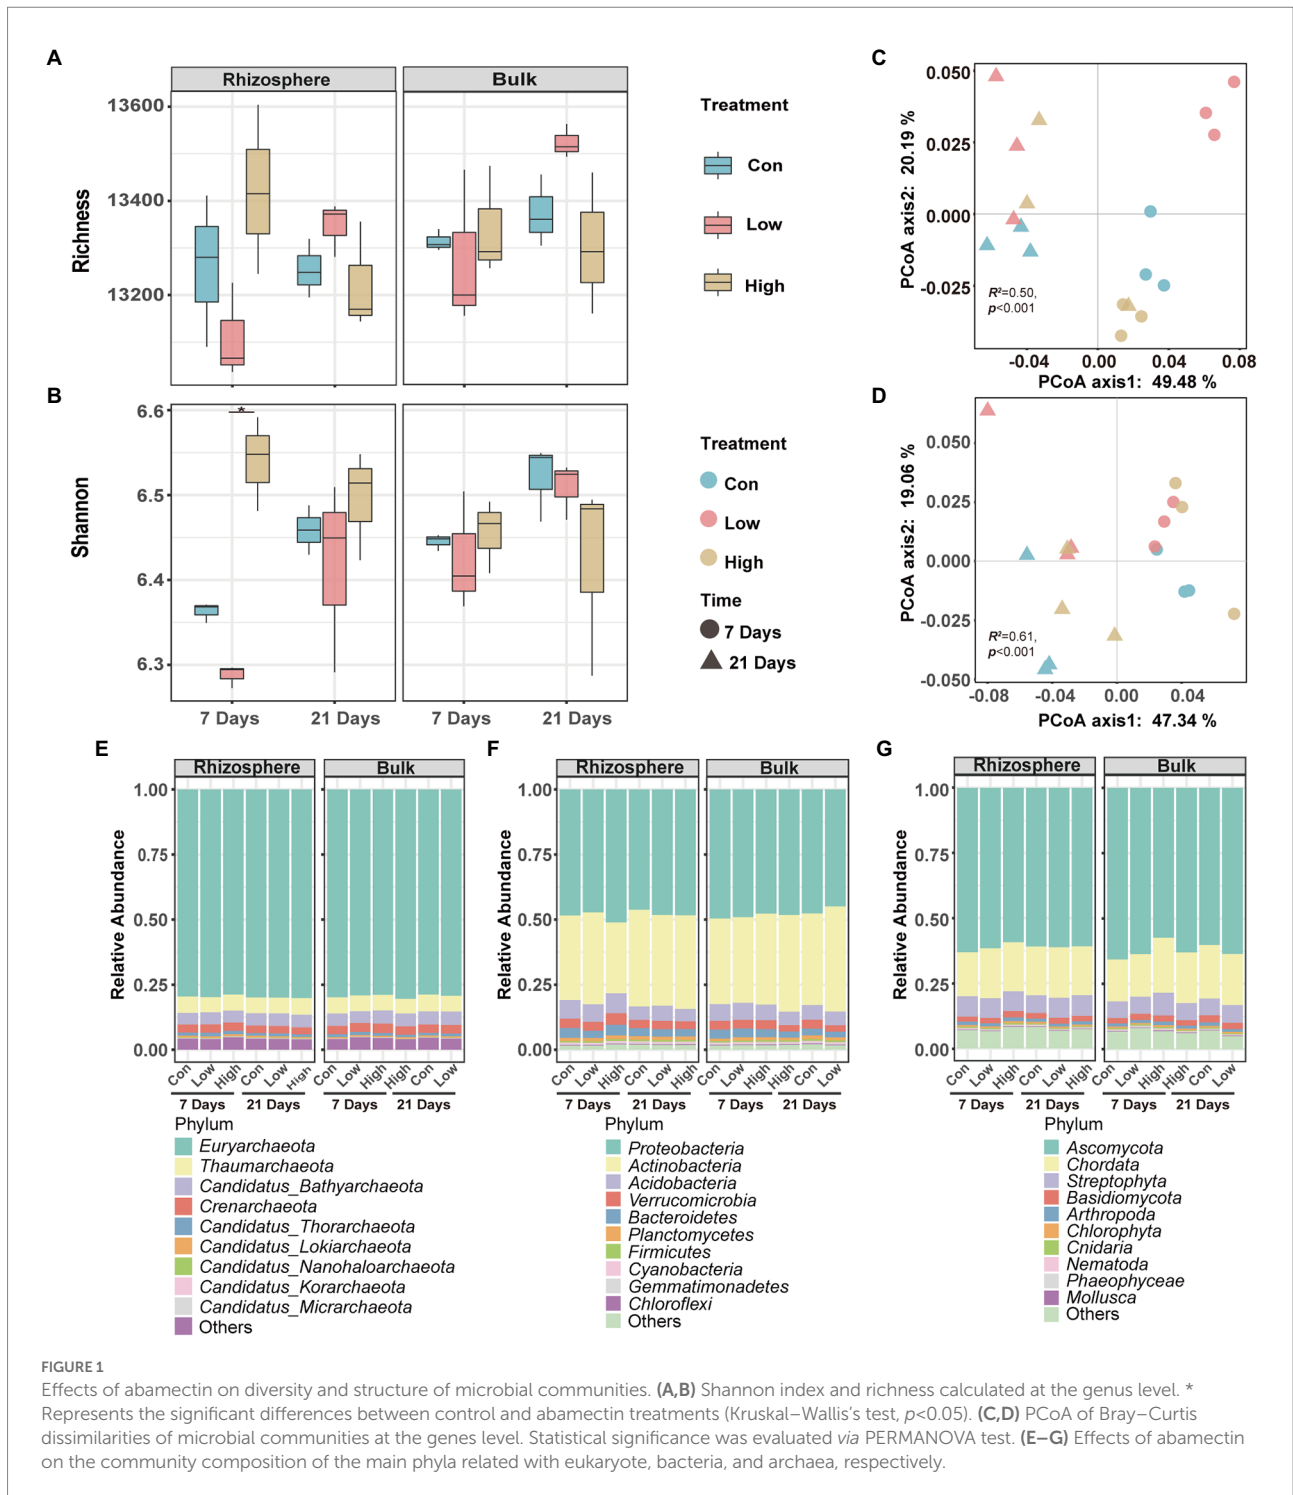 A
Rhizosphere
Bulk
13600
13400
13200
Richness
Treatment
Con
Low
High
C
0.050
0.025
0.000
-0.025
PCoA axis2: 20.19 %
R²=0.50,
p<0.001
-0.04 0.00 0.04 0.08
PCoA axis1: 49.48 %
B
6.6
6.5
6.4
6.3
Shannon
*
7 Days 21 Days 7 Days 21 Days
Treatment
Con
Low
High
Time
7 Days
21 Days
D
0.050
0.025
0.000
-0.025
-0.050
PCoA axis2: 19.06 %
R²=0.61,
p<0.001
-0.08 -0.04 0.00 0.04
PCoA axis1: 47.34 %
E
Rhizosphere Bulk
1.00
0.75
0.50
0.25
0.00
Relative Abundance
Con Low High Con Low High Con Low High High Con Low
7 Days 21 Days 7 Days 21 Days
Phylum
Euryarchaeota
Thaumarchaeota
Candidatus_Bathyarchaeota
Crenarchaeota
Candidatus_Thorarchaeota
Candidatus_Lokiarchaeota
Candidatus_Nanohaloarchaeota
Candidatus_Korarchaeota
Candidatus_Micrarchaeota
Others
F
Rhizosphere Bulk
1.00
0.75
0.50
0.25
0.00
Relative Abundance
Con Low High Con Low High Con Low High High Con Low
7 Days 21 Days 7 Days 21 Days
Phylum
Proteobacteria
Actinobacteria
Acidobacteria
Verrucomicrobia
Bacteroidetes
Planctomycetes
Firmicutes
Cyanobacteria
Gemmatimonadetes
Chloroflexi
Others
G
Rhizosphere Bulk
1.00
0.75
0.50
0.25
0.00
Relative Abundance
Con Low High Con Low High Con Low High High Con Low
7 Days 21 Days 7 Days 21 Days
Phylum
Ascomycota
Chordata
Streptophyta
Basidiomycota
Arthropoda
Chlorophyta
Cnidaria
Nematoda
Phaeophyceae
Mollusca
Others
FIGURE 1
Effects of abamectin on diversity and structure of microbial communities. (A,B) Shannon index and richness calculated at the genus level. *
Represents the significant differences between control and abamectin treatments (Kruskal–Wallis's test, p<0.05). (C,D) PCoA of Bray–Curtis
dissimilarities of microbial communities at the genes level. Statistical significance was evaluated via PERMANOVA test. (E–G) Effects of abamectin
on the community composition of the main phyla related with eukaryote, bacteria, and archaea, respectively.